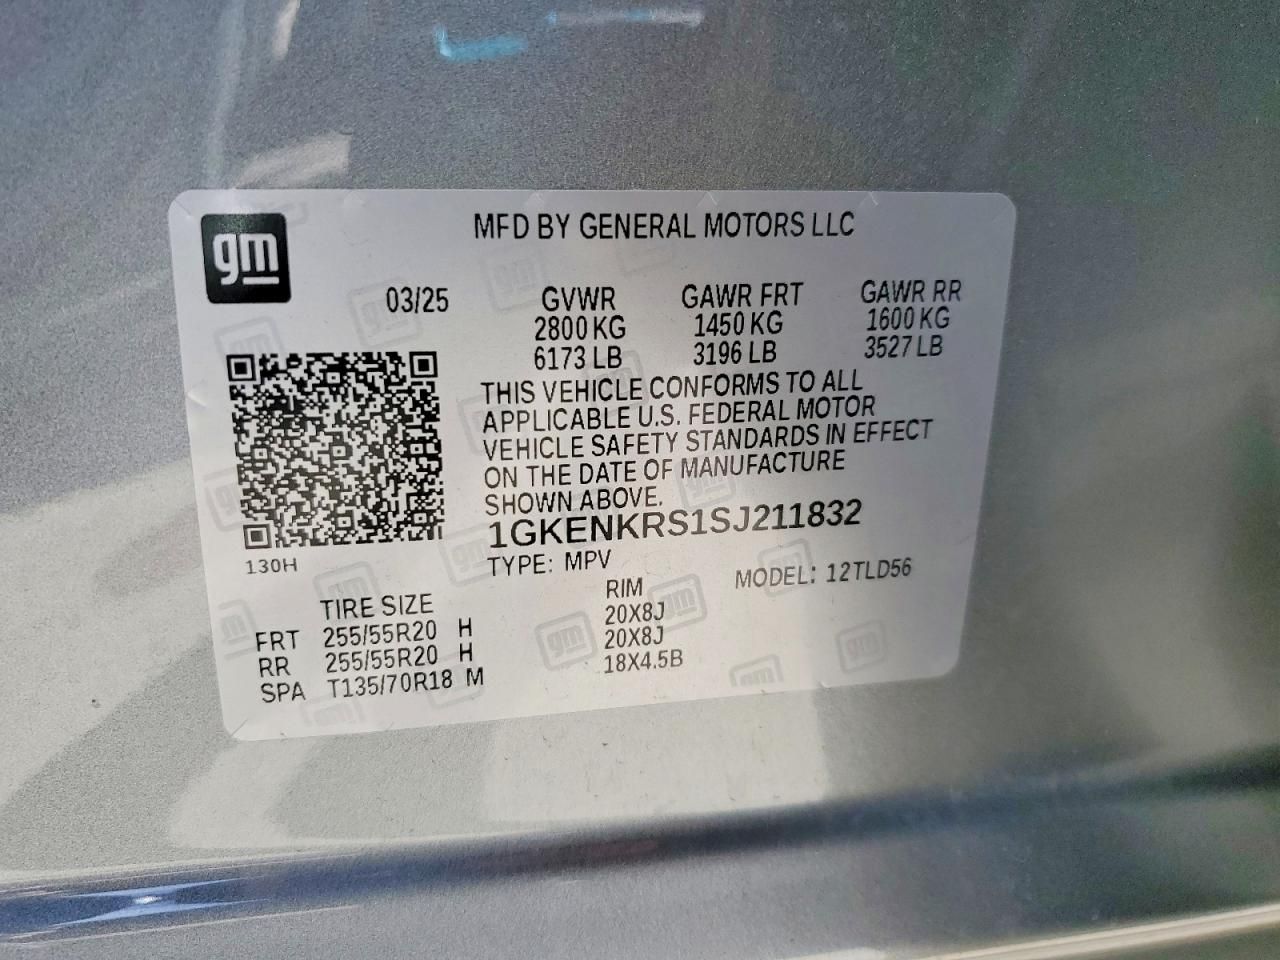 gm
MFD BY GENERAL MOTORS LLC
03/25 GVWR GAWR FRT GAWR RR
2800 KG 1450 KG 1600 KG
6173 LB 3196 LB 3527 LB
THIS VEHICLE CONFORMS TO ALL
APPLICABLE U.S. FEDERAL MOTOR
VEHICLE SAFETY STANDARDS IN EFFECT
ON THE DATE OF MANUFACTURE
SHOWN ABOVE.
1GKENKRS1SJ211832
130H
TYPE: MPV MODEL: 12TLD56
TIRE SIZE RIM
FRT 255/55R20 H 20X8J
RR 255/55R20 H 20X8J
SPA T135/70R18 M 18X4.5B